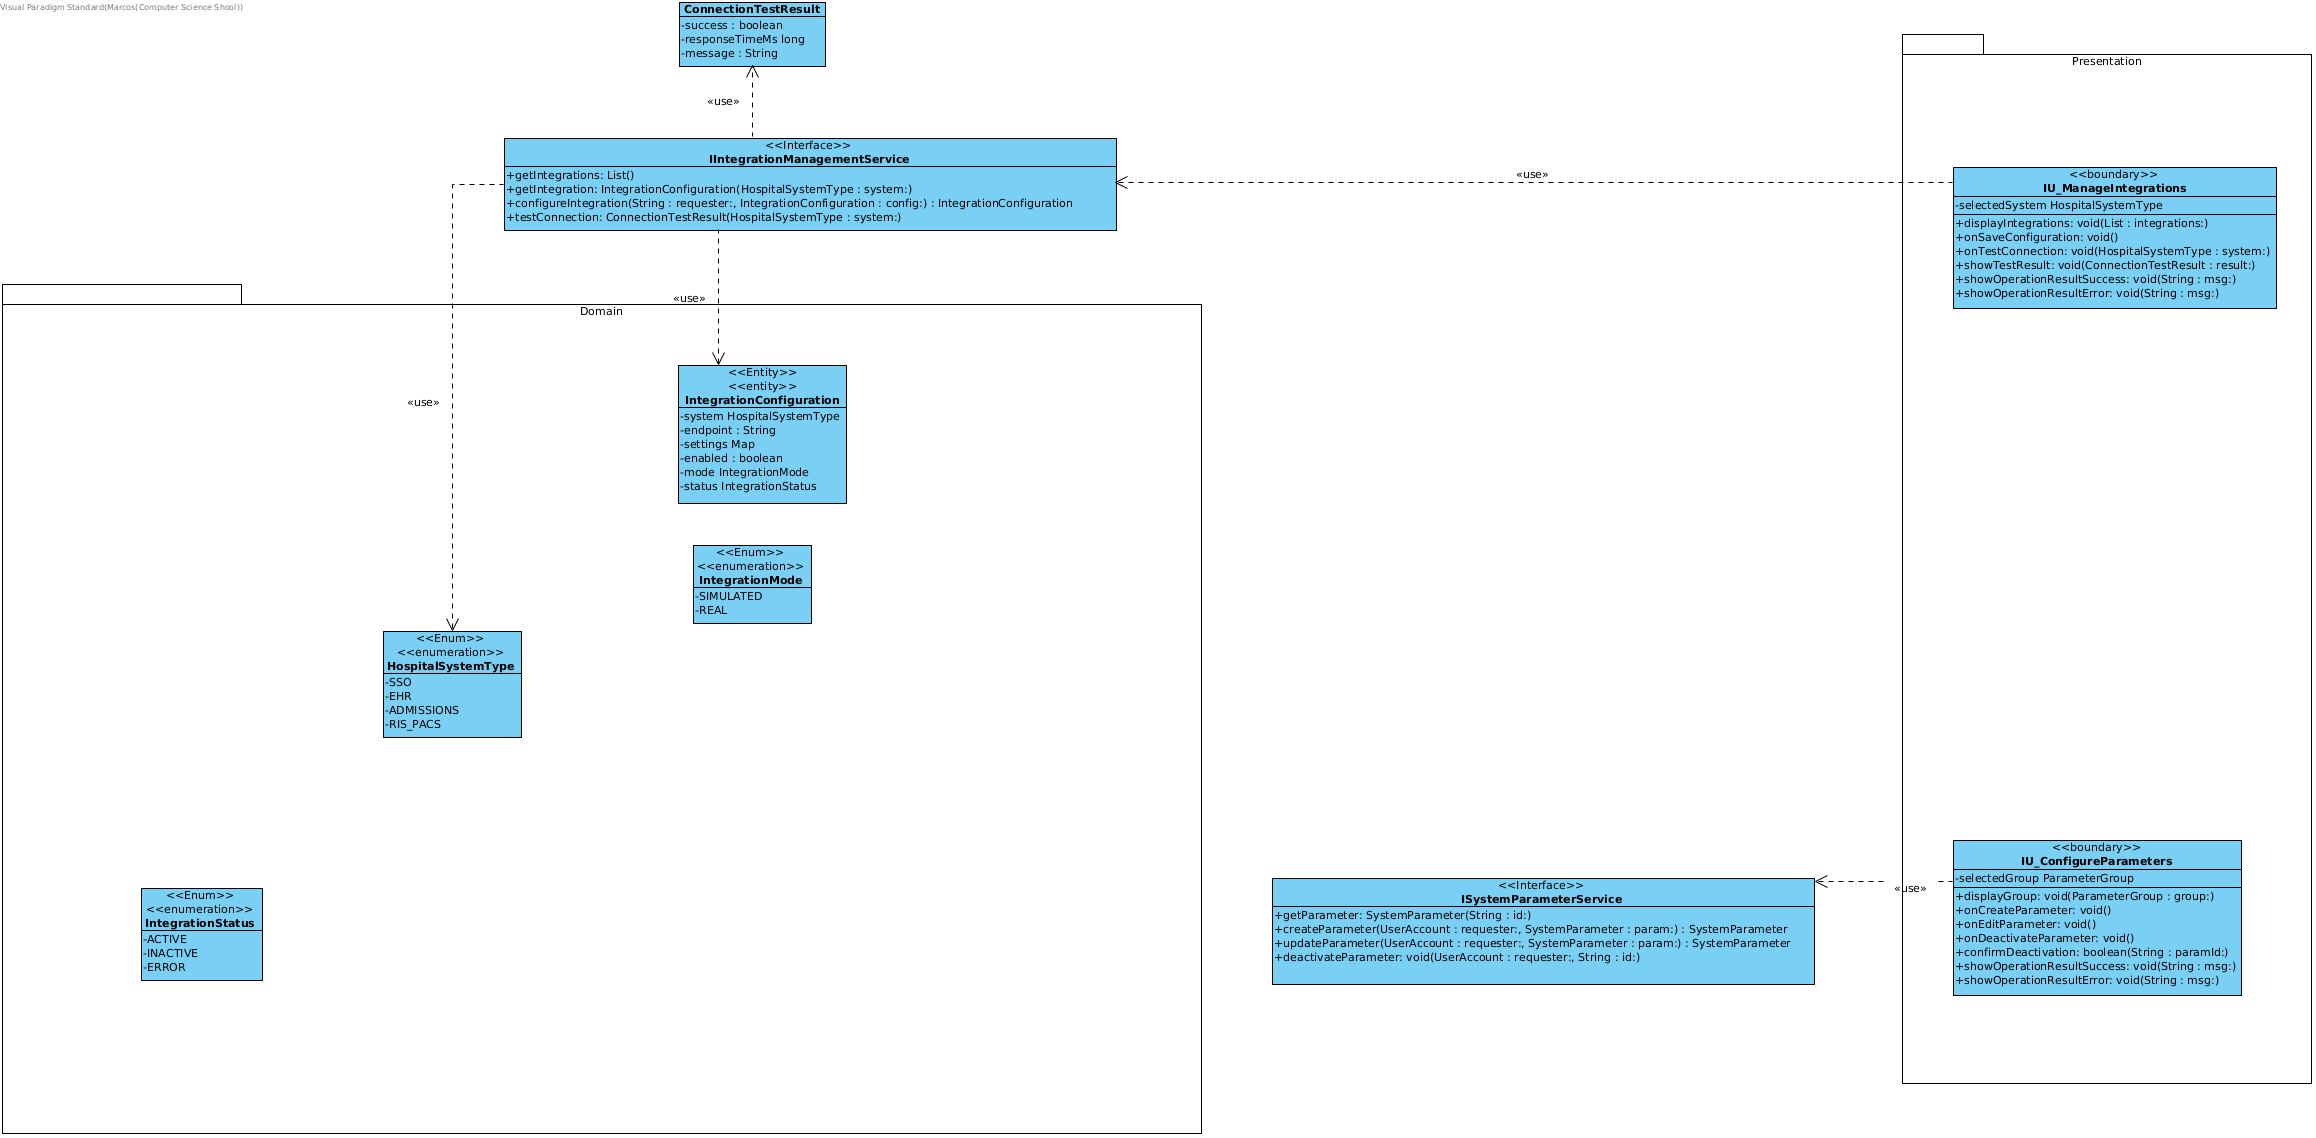 Visual Paradigm Standard(Marcos(Computer Science Shool))
ConnectionTestResult
-success : boolean
-responseTimeMs long
-message : String
«use»
<<Interface>>
IIntegrationManagementService
+getIntegrations: List()
+getIntegration: IntegrationConfiguration(HospitalSystemType : system:)
+configureIntegration(String : requester:, IntegrationConfiguration : config:) : IntegrationConfiguration
+testConnection: ConnectionTestResult(HospitalSystemType : system:)
«use»
Presentation
<<boundary>>
IU_ManageIntegrations
-selectedSystem HospitalSystemType
+displayIntegrations: void(List : integrations:)
+onSaveConfiguration: void()
+onTestConnection: void(HospitalSystemType : system:)
+showTestResult: void(ConnectionTestResult : result:)
+showOperationResultSuccess: void(String : msg:)
+showOperationResultError: void(String : msg:)
«use»
Domain
<<Entity>>
<<entity>>
IntegrationConfiguration
-system HospitalSystemType
-endpoint : String
-settings Map
-enabled : boolean
-mode IntegrationMode
-status IntegrationStatus
«use»
<<Enum>>
<<enumeration>>
IntegrationMode
-SIMULATED
-REAL
<<Enum>>
<<enumeration>>
HospitalSystemType
-SSO
-EHR
-ADMISSIONS
-RIS_PACS
<<Enum>>
<<enumeration>>
IntegrationStatus
-ACTIVE
-INACTIVE
-ERROR
<<Interface>>
ISystemParameterService
+getParameter: SystemParameter(String : id:)
+createParameter(UserAccount : requester:, SystemParameter : param:) : SystemParameter
+updateParameter(UserAccount : requester:, SystemParameter : param:) : SystemParameter
+deactivateParameter: void(UserAccount : requester:, String : id:)
«use»
<<boundary>>
IU_ConfigureParameters
-selectedGroup ParameterGroup
+displayGroup: void(ParameterGroup : group:)
+onCreateParameter: void()
+onEditParameter: void()
+onDeactivateParameter: void()
+confirmDeactivation: boolean(String : paramId:)
+showOperationResultSuccess: void(String : msg:)
+showOperationResultError: void(String : msg:)